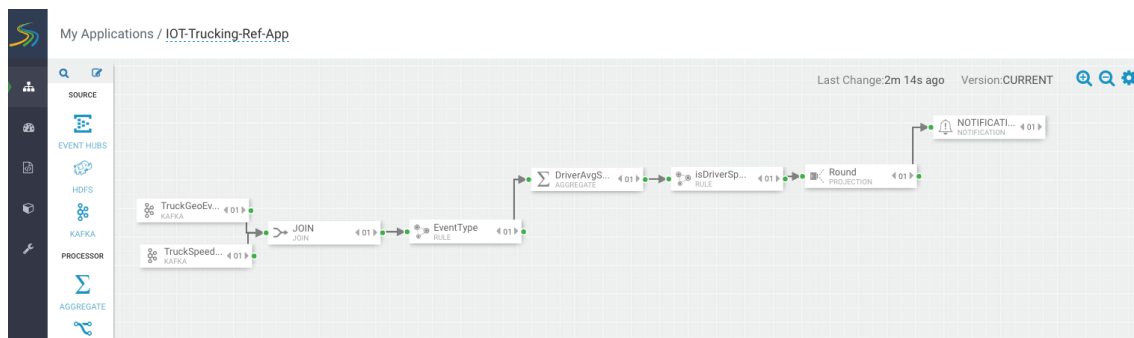 My Applications / IOT-Trucking-Ref-App
Last Change:2m 14s ago Version:CURRENT
SOURCE
EVENT HUBS
HDFS
KAFKA
PROCESSOR
AGGREGATE
TruckGeoEv... 01
KAFKA
TruckSpeed... 01
KAFKA
JOIN 01
JOIN
EventType 01
RULE
DriverAvgS... 01
AGGREGATE
isDriverSp... 01
RULE
Round 01
PROJECTION
NOTIFICATI... 01
NOTIFICATION